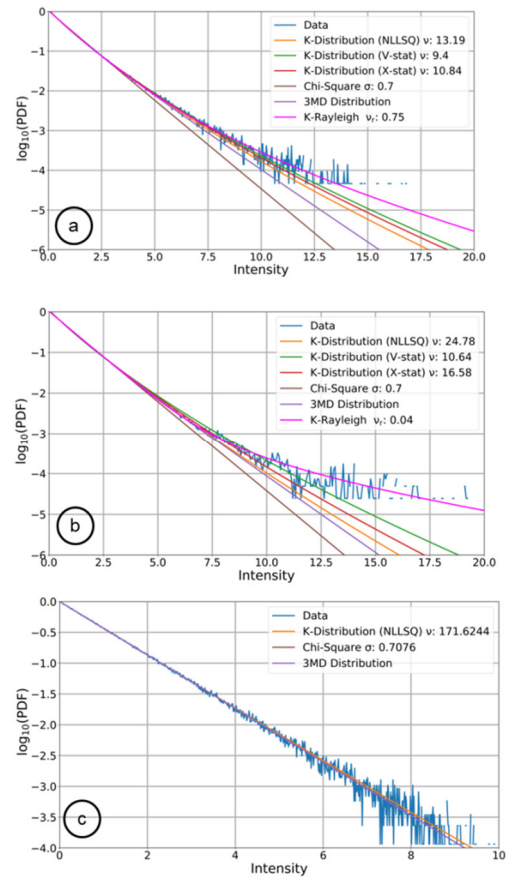 0
Data
K-Distribution (NLLSQ) ν: 13.19
−1
K-Distribution (V-stat) ν: 9.4
K-Distribution (X-stat) ν: 10.84
−2
Chi-Square σ: 0.7
3MD Distribution
K-Rayleigh νr: 0.75
log10(PDF)
−3
−4
−5
a
−6
0.0 2.5 5.0 7.5 10.0 12.5 15.0 17.5 20.0
Intensity
0
Data
K-Distribution (NLLSQ) ν: 24.78
−1
K-Distribution (V-stat) ν: 10.64
K-Distribution (X-stat) ν: 16.58
−2
Chi-Square σ: 0.7
3MD Distribution
K-Rayleigh νr: 0.04
log10(PDF)
−3
−4
−5
b
−6
0.0 2.5 5.0 7.5 10.0 12.5 15.0 17.5 20.0
Intensity
0.0
Data
−0.5
K-Distribution (NLLSQ) ν: 171.6244
Chi-Square σ: 0.7076
−1.0
3MD Distribution
−1.5
log10(PDF)
−2.0
−2.5
−3.0
−3.5
c
−4.0
0 2 4 6 8 10
Intensity